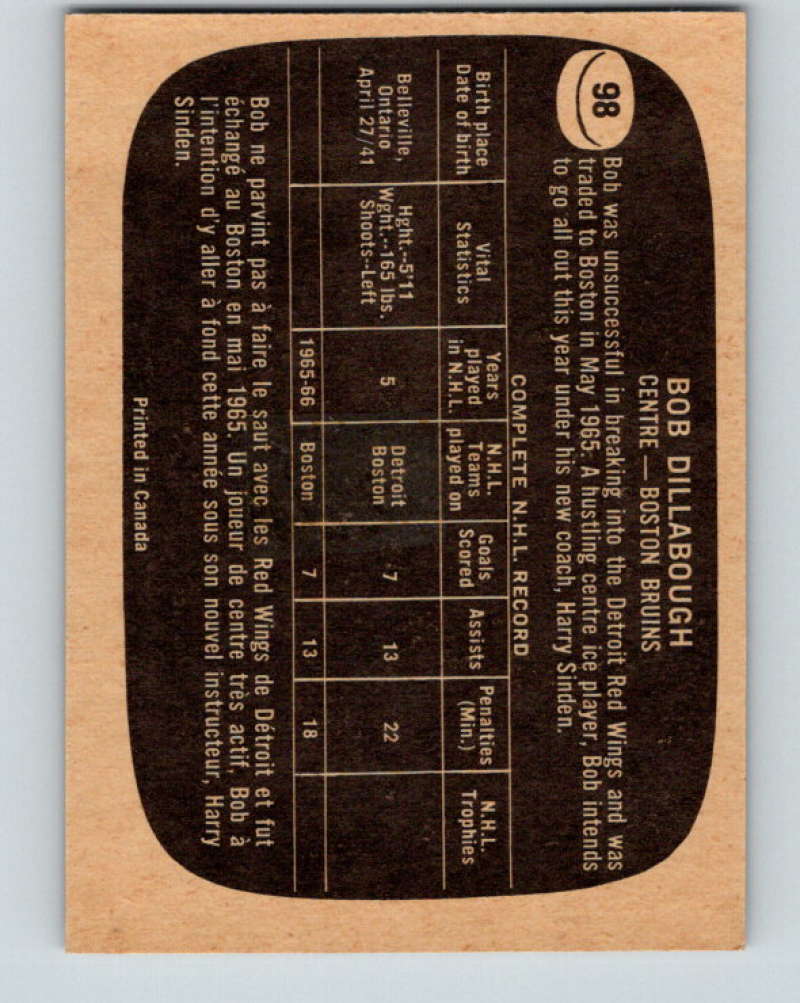 98
BOB DILLABOUGH
CENTRE — BOSTON BRUINS
Bob was unsuccessful in breaking into the Detroit Red Wings and was
traded to Boston in May 1965. A hustling centre ice player, Bob intends
to go all out this year under his new coach, Harry Sinden.
COMPLETE N.H.L. RECORD
Birth place Date of birth | Vital Statistics | Years played in N.H.L. | N.H.L. Teams played on | Goals Scored | Assists | Penalties (Min.) | N.H.L. Trophies
Belleville, Ontario April 27/41 | Hght.--5'11 Wght.--165 lbs. Shoots--Left | 5 | Detroit Boston | 7 | 13 | 22
1965-66 | Boston | 7 | 13 | 18
Bob ne parvint pas à faire le saut avec les Red Wings de Détroit et fut
échangé au Boston en mai 1965. Un joueur de centre très actif, Bob à
l'intention d'y aller à fond cette année sous son nouvel instructeur, Harry
Sinden.
Printed in Canada